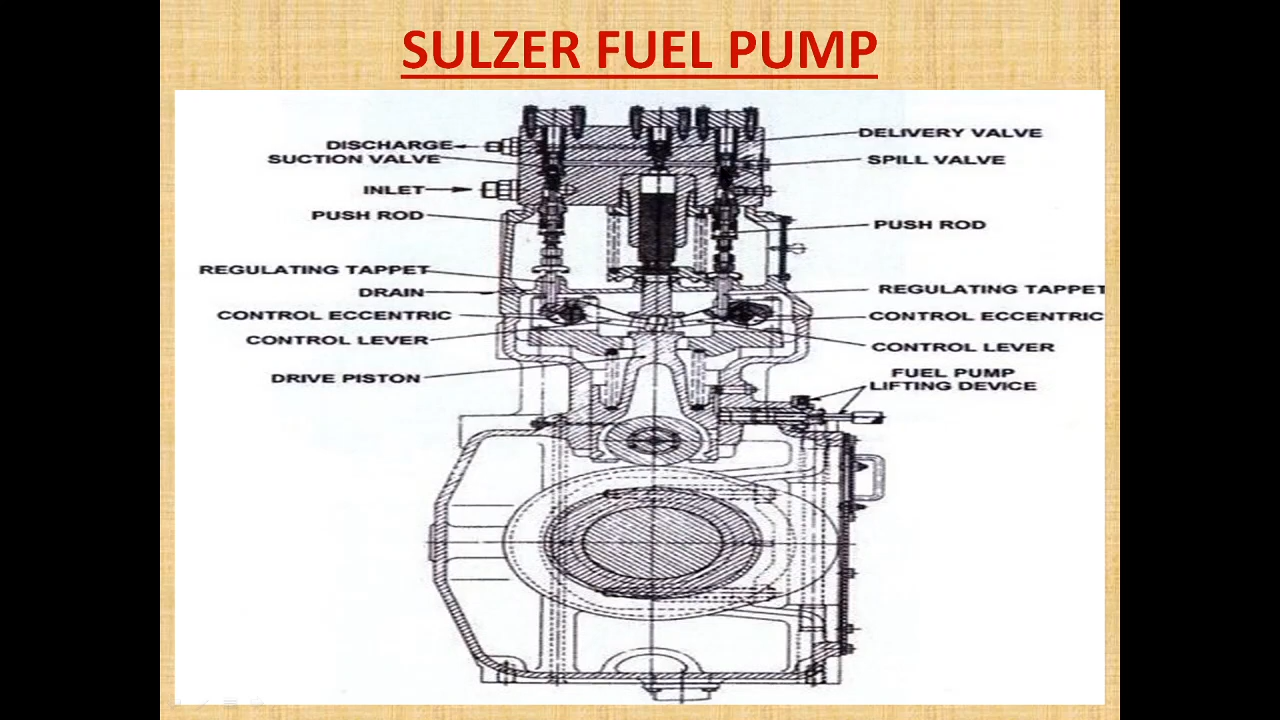 SULZER FUEL PUMP
DISCHARGE
SUCTION VALVE
INLET
PUSH ROD
REGULATING TAPPET
DRAIN
CONTROL ECCENTRIC
CONTROL LEVER
DRIVE PISTON
DELIVERY VALVE
SPILL VALVE
PUSH ROD
REGULATING TAPPET
CONTROL ECCENTRIC
CONTROL LEVER
FUEL PUMP
LIFTING DEVICE